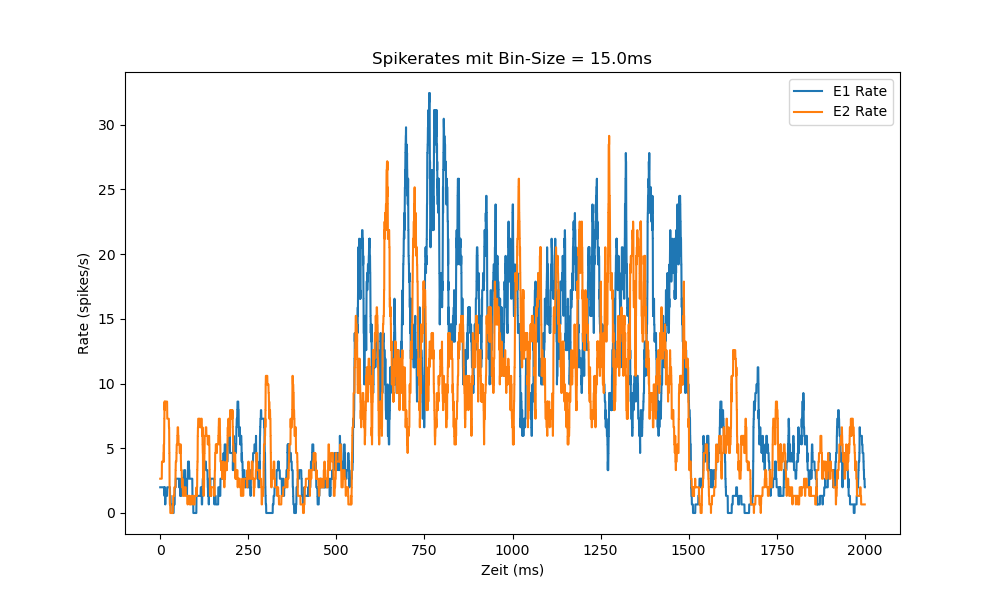 Spikerates mit Bin-Size = 15.0ms
E1 Rate
E2 Rate
Rate (spikes/s)
30
25
20
15
10
5
0
0 250 500 750 1000 1250 1500 1750 2000
Zeit (ms)